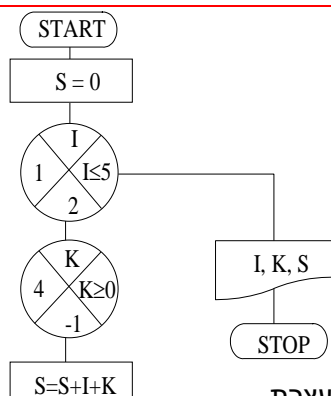 START
S = 0
I
1
I≤5
2
K
4
K≥0
-1
I, K, S
STOP
S=S+I+K